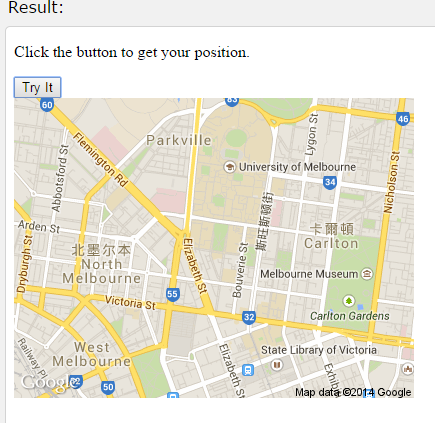 Result:
Click the button to get your position.
Try It
60
83
46
Parkville
Lygon St
Flemington Rd
University of Melbourne
Abbotsford St
34
Nicholson St
斯旺斯頓街
Arden St
卡爾頓
Carlton
北墨尔本
North
Melbourne
Elizabeth St
Bouverie St
Dryburgh St
Melbourne Museum
55
Victoria St
Carlton Gardens
32
Railway Pl
West
Melbourne
Elizabeth St
State Library of Victoria
Exhib
32
50
Google
Map data ©2014 Google